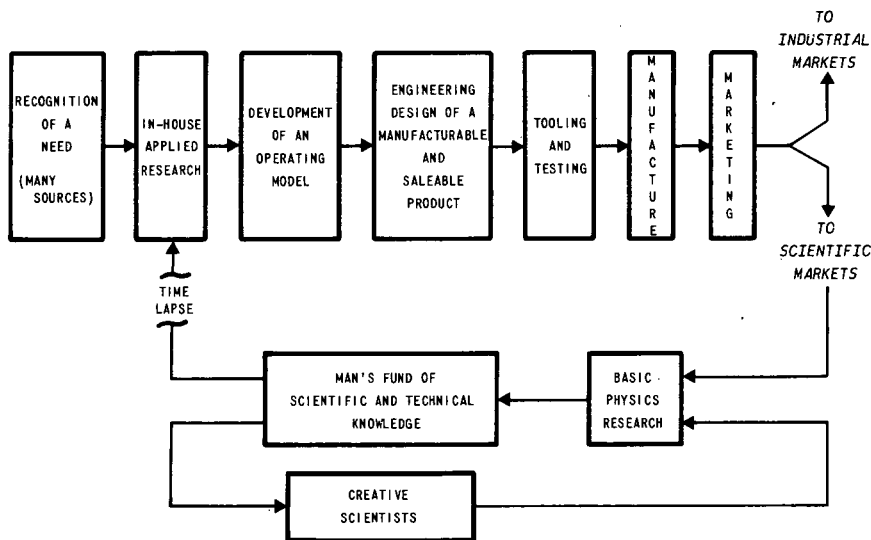 RECOGNITION
OF A
NEED
(MANY
SOURCES)
IN-HOUSE
APPLIED
RESEARCH
DEVELOPMENT
OF AN
OPERATING
MODEL
ENGINEERING
DESIGN OF A
MANUFACTURABLE
AND
SALEABLE
PRODUCT
TOOLING
AND
TESTING
MANUFACTURE
MARKETING
TO
INDUSTRIAL
MARKETS
TO
SCIENTIFIC
MARKETS
TIME
LAPSE
MAN'S FUND OF
SCIENTIFIC AND TECHNICAL
KNOWLEDGE
BASIC
PHYSICS
RESEARCH
CREATIVE
SCIENTISTS